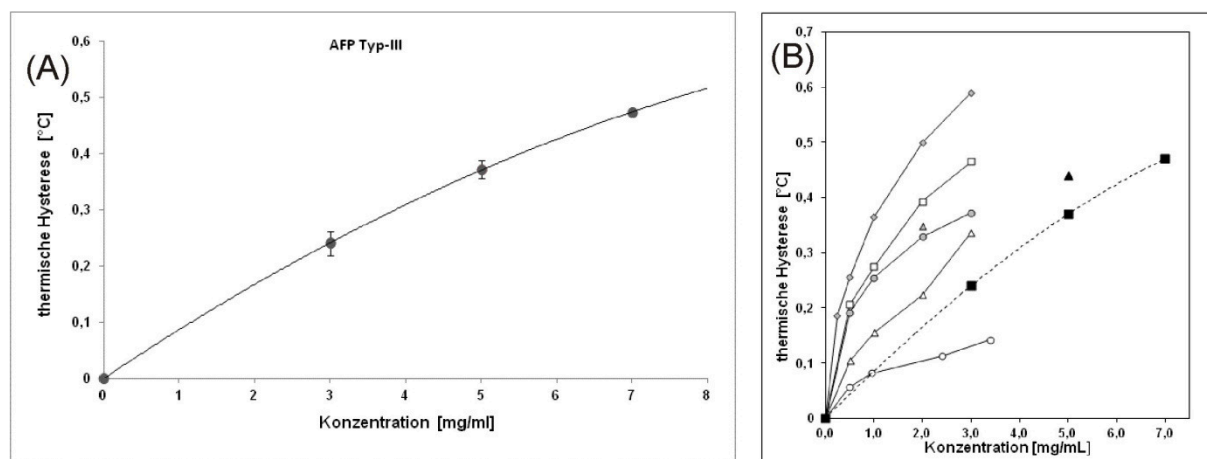 (A)
AFP Typ-III
thermische Hysterese [°C]
0,6
0,5
0,4
0,3
0,2
0,1
0
0 1 2 3 4 5 6 7 8
Konzentration [mg/ml]
(B)
thermische Hysterese [°C]
0,7
0,6
0,5
0,4
0,3
0,2
0,1
0
0,0 1,0 2,0 3,0 4,0 5,0 6,0 7,0
Konzentration [mg/mL]